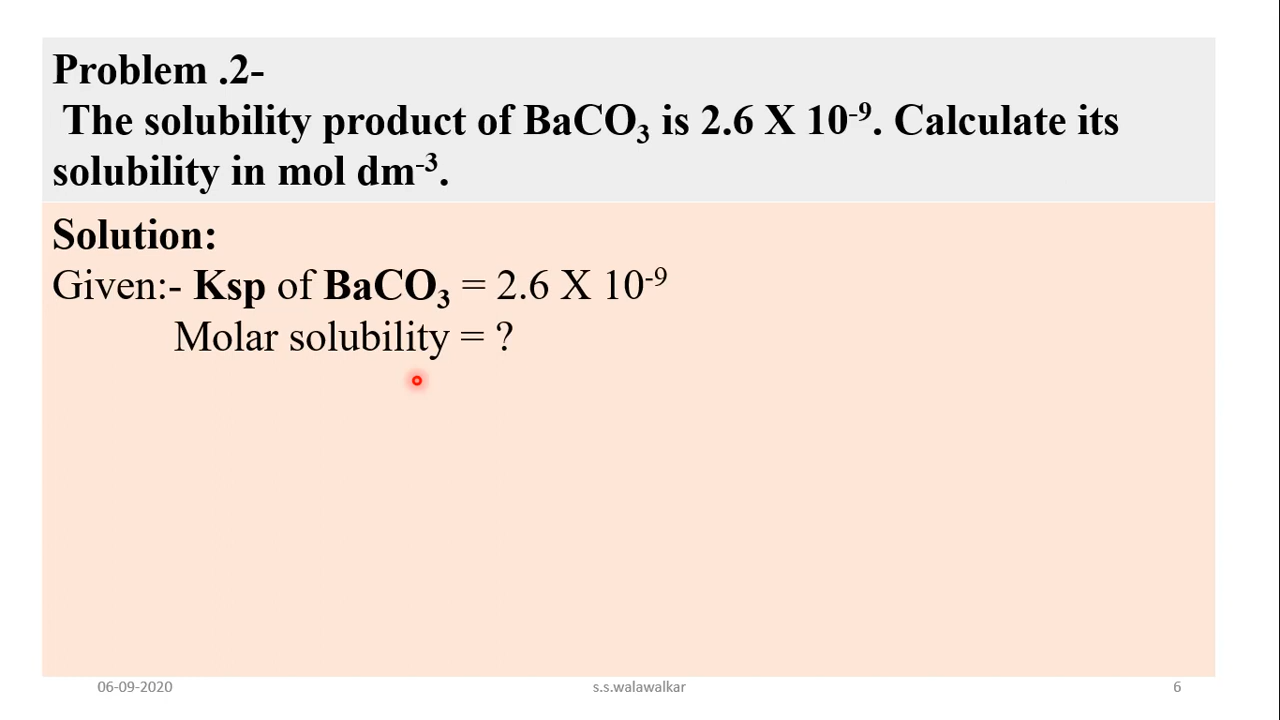 Problem .2-
The solubility product of BaCO₃ is 2.6 X 10⁻⁹. Calculate its
solubility in mol dm⁻³.
Solution:
Given:- Ksp of BaCO₃ = 2.6 X 10⁻⁹
Molar solubility = ?
06-09-2020
s.s.walawalkar
6